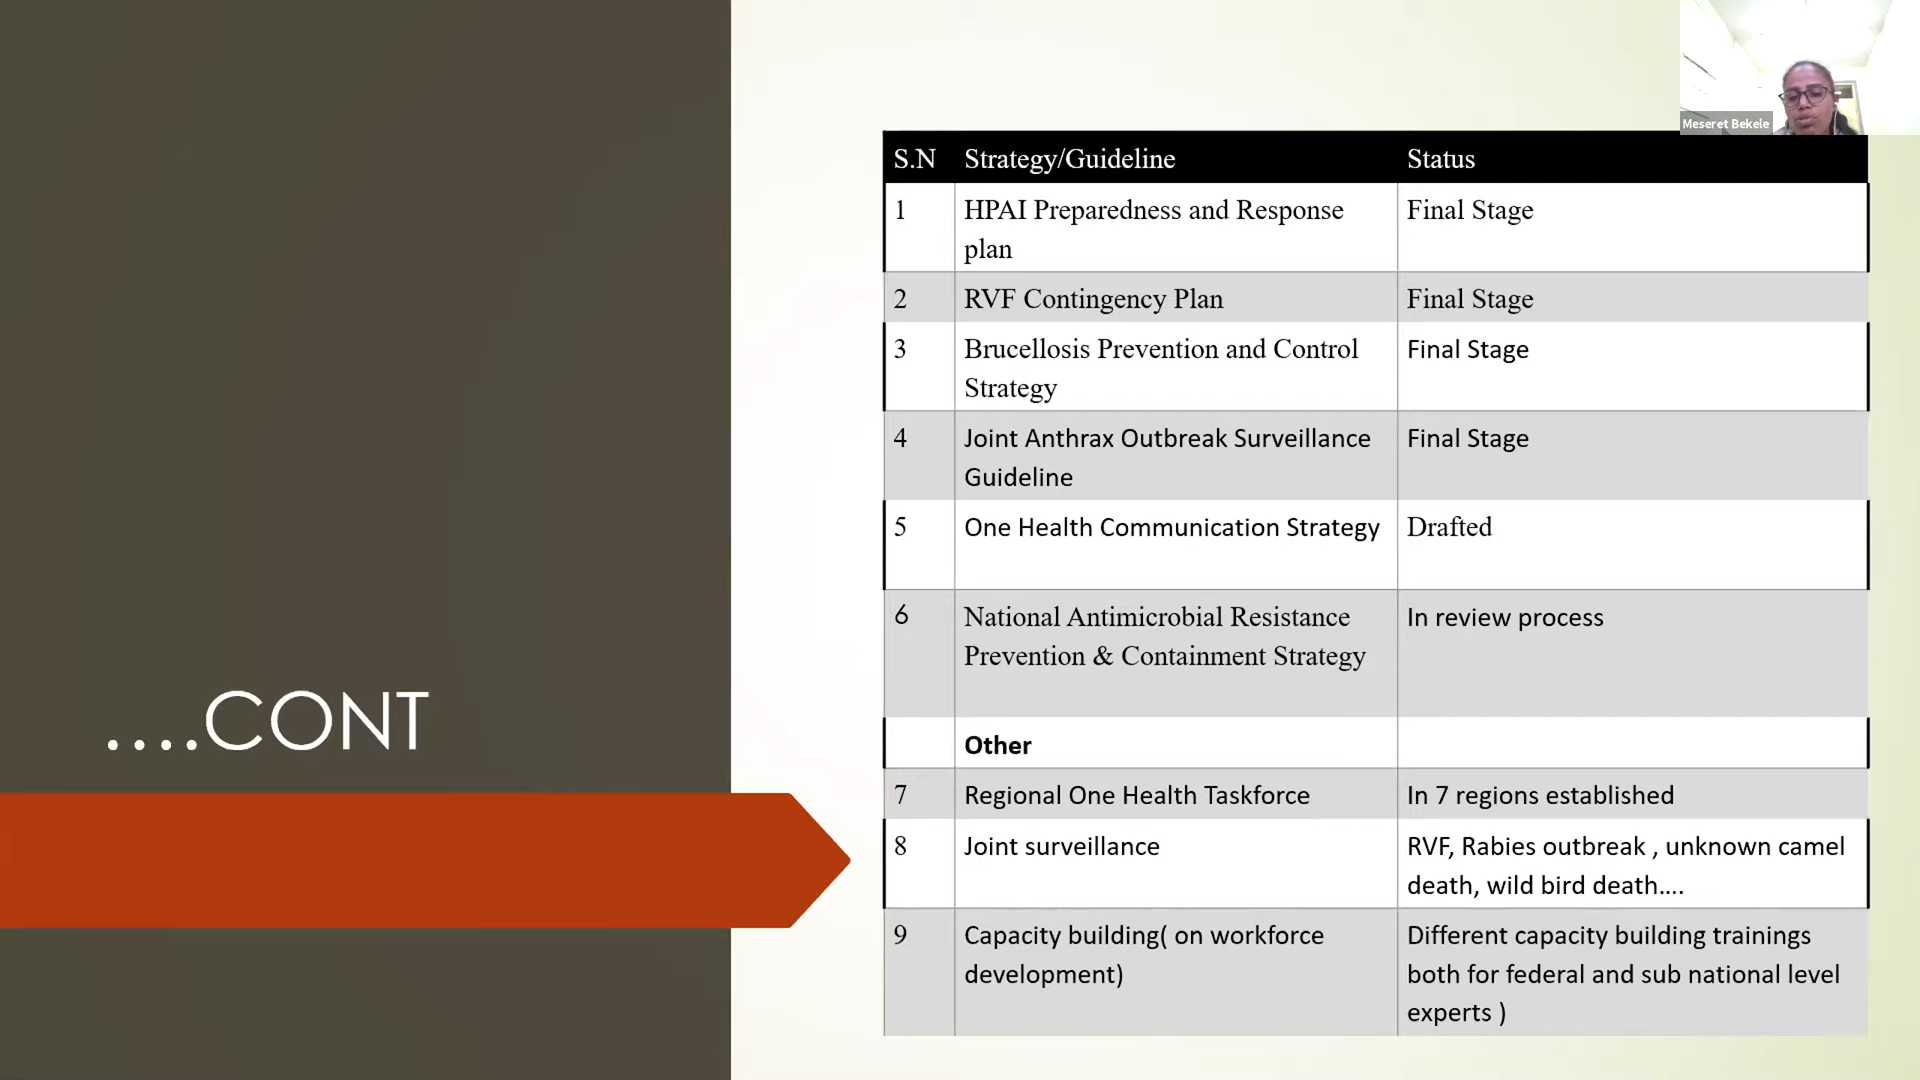 Meseret Bekele
S.N Strategy/Guideline Status
1 HPAI Preparedness and Response Final Stage
plan
2 RVF Contingency Plan Final Stage
3 Brucellosis Prevention and Control Final Stage
Strategy
4 Joint Anthrax Outbreak Surveillance Final Stage
Guideline
5 One Health Communication Strategy Drafted
6 National Antimicrobial Resistance In review process
Prevention & Containment Strategy
Other
7 Regional One Health Taskforce In 7 regions established
8 Joint surveillance RVF, Rabies outbreak , unknown camel
death, wild bird death....
9 Capacity building( on workforce Different capacity building trainings
development) both for federal and sub national level
experts )
....CONT